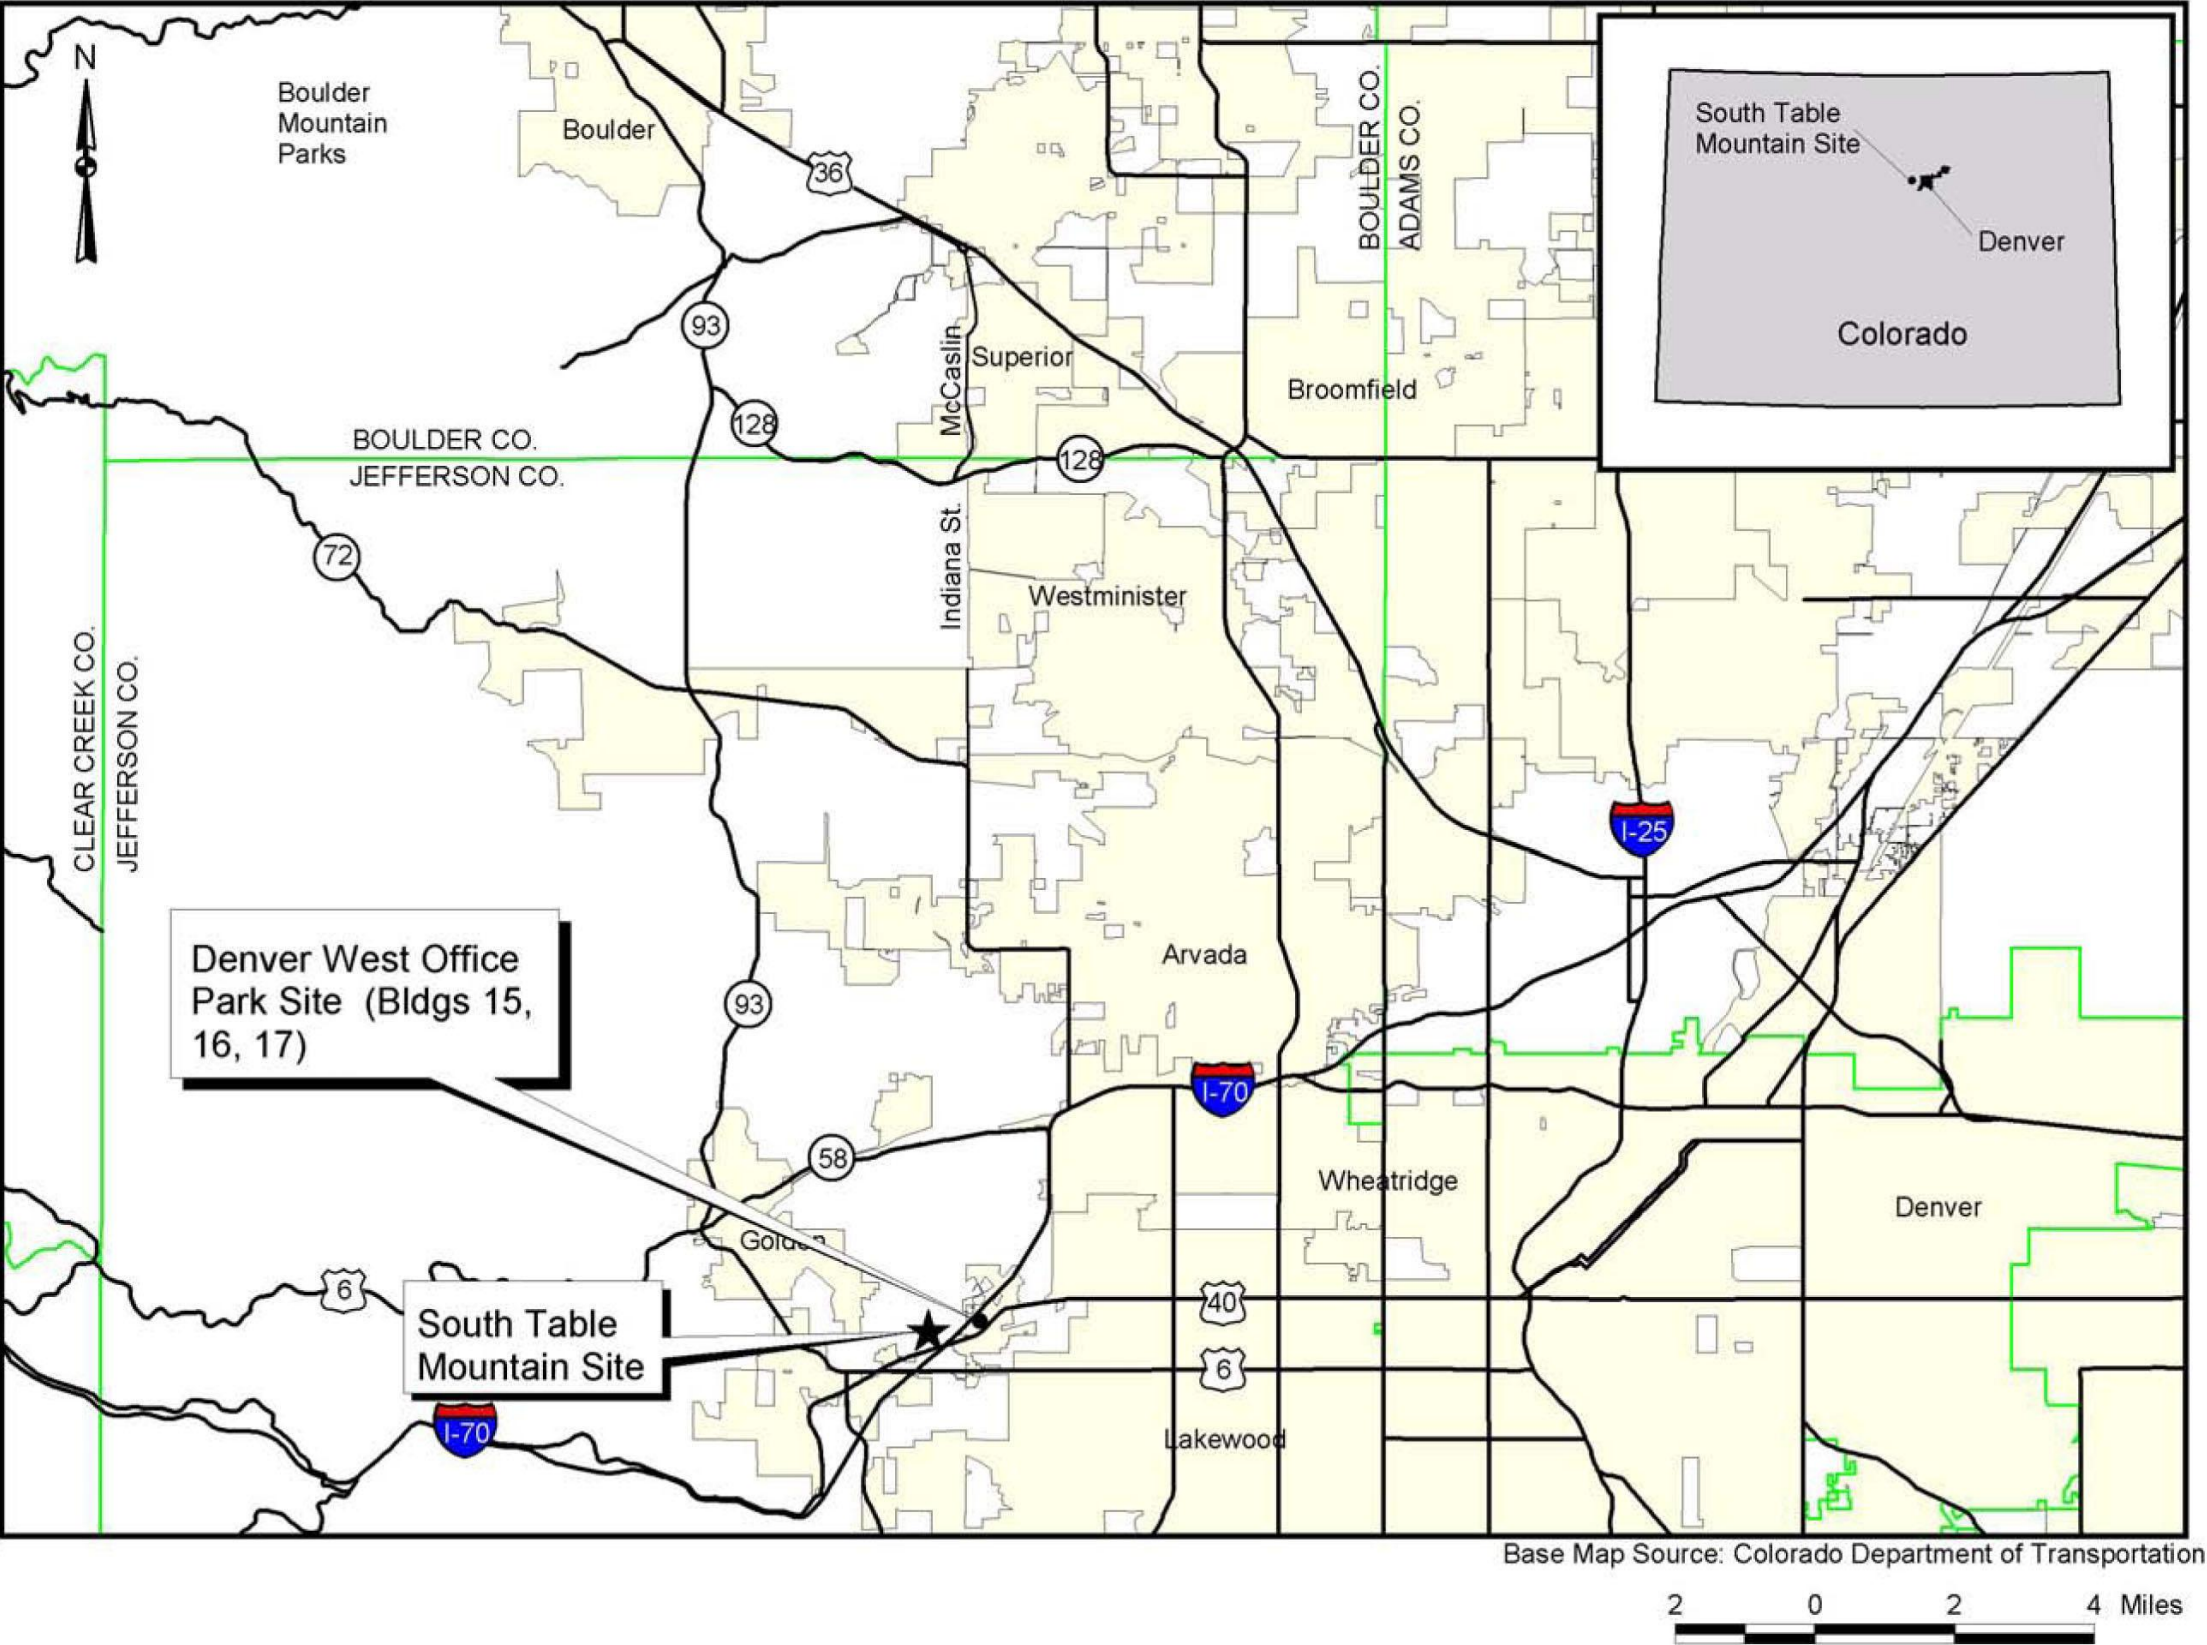 N
Boulder
Mountain
Parks
Boulder
36
BOULDER CO.
ADAMS CO.
South Table
Mountain Site
Denver
Colorado
93
McCaslin
Superior
Broomfield
128
BOULDER CO.
JEFFERSON CO.
128
Indiana St.
72
Westminister
CLEAR CREEK CO.
JEFFERSON CO.
I-25
Denver West Office
Park Site (Bldgs 15,
16, 17)
Arvada
93
I-70
58
Wheatridge
Denver
Golden
6
40
South Table
Mountain Site
6
I-70
Lakewood
Base Map Source: Colorado Department of Transportation
2 0 2 4 Miles